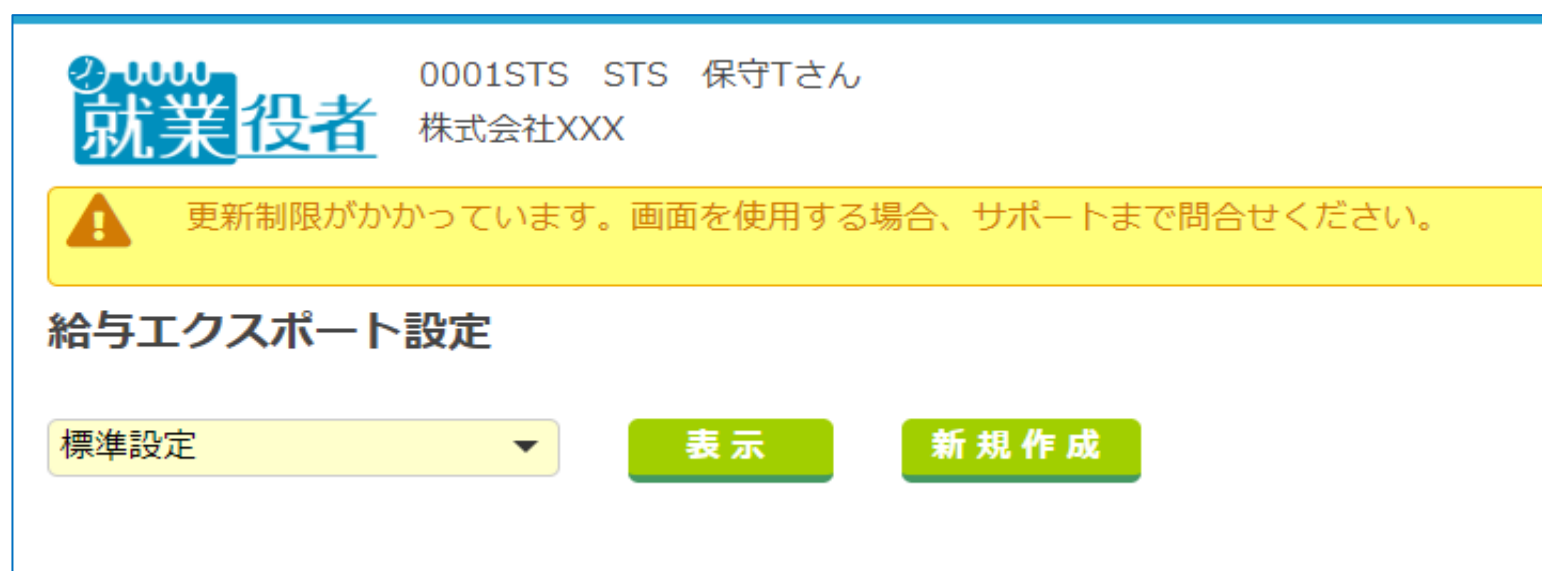 就業役者
0001STS　STS　保守Tさん
株式会社XXX
更新制限がかかっています。画面を使用する場合、サポートまで問合せください。
給与エクスポート設定
標準設定
表示
新規作成